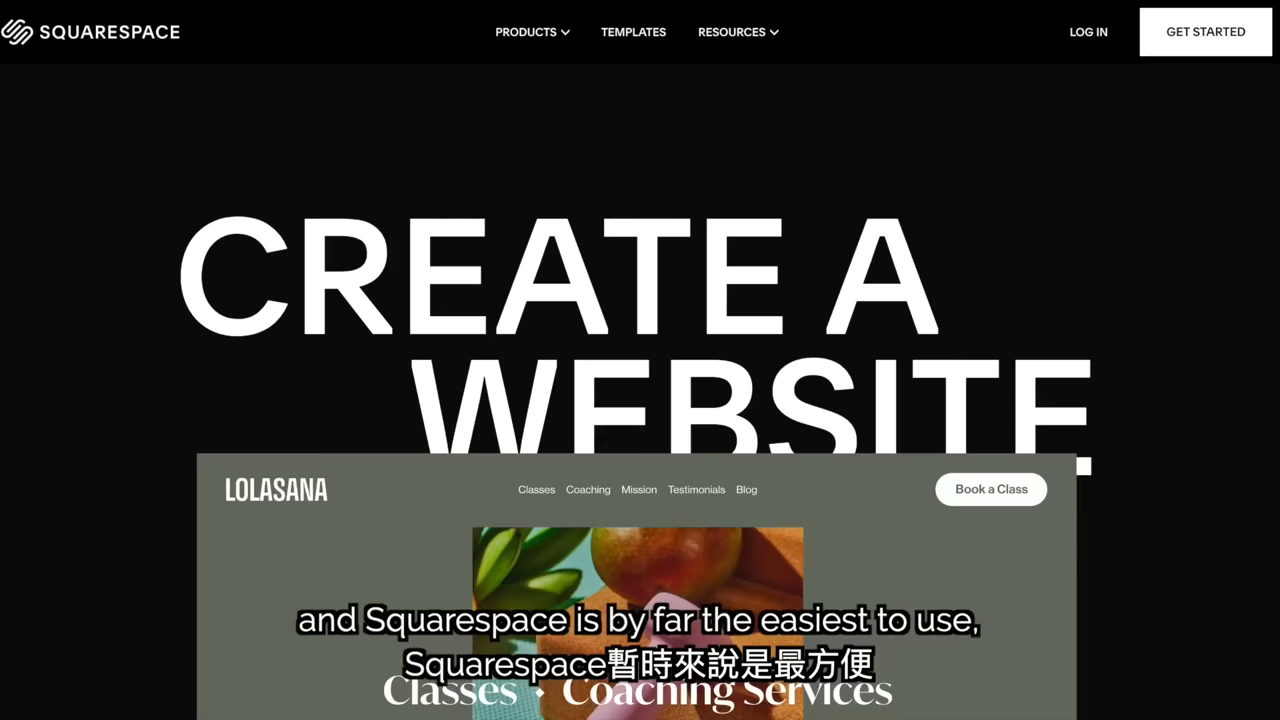 SQUARESPACE
PRODUCTS
TEMPLATES
RESOURCES
LOG IN
GET STARTED
CREATE A
WEBSITE
LOLASANA
Classes
Coaching
Mission
Testimonials
Blog
Book a Class
and Squarespace is by far the easiest to use,
Squarespace暫時來說是最方便
Classes · Coaching Services